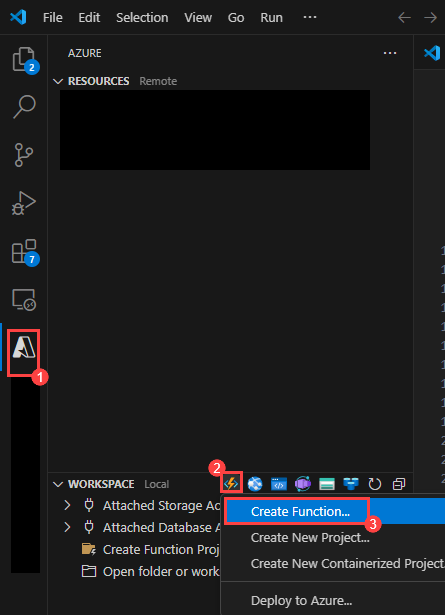 File Edit Selection View Go Run ···
2
AZURE ···
RESOURCES Remote
7
1
2
WORKSPACE Local
Attached Storage Ac
Attached Database A
Create Function Proj
Open folder or work
Create Function...
3
Create New Project...
Create New Containerized Project
Deploy to Azure...